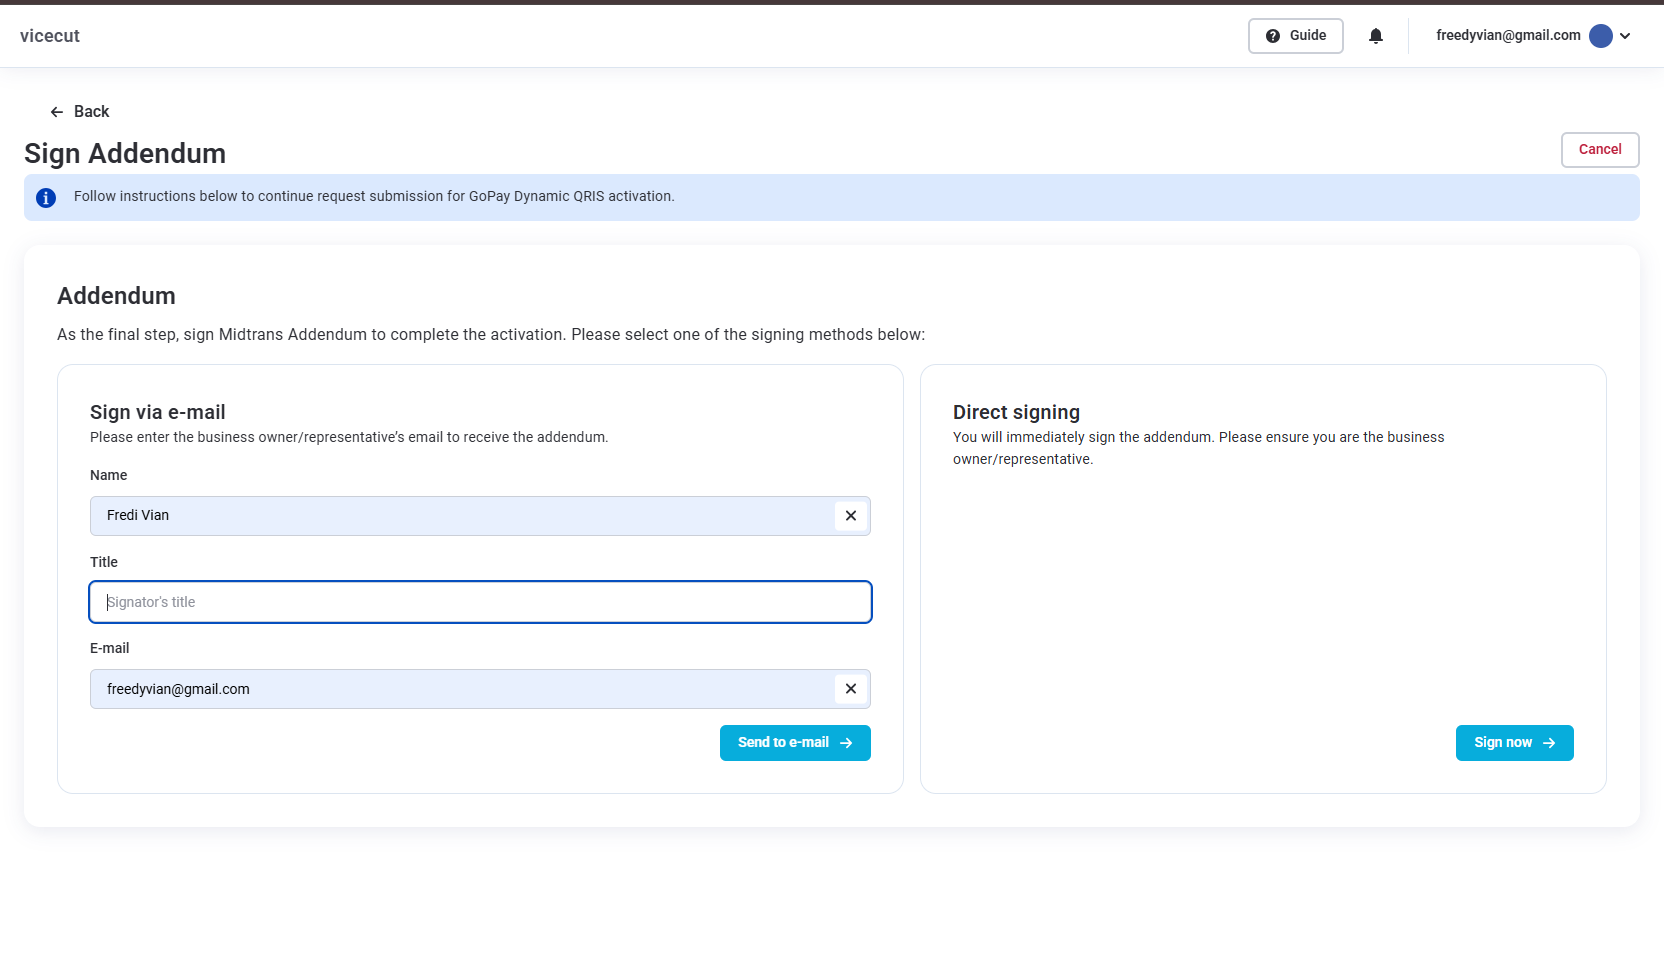 vicecut
Guide
freedyvian@gmail.com
Back
Sign Addendum
Cancel
Follow instructions below to continue request submission for GoPay Dynamic QRIS activation.
Addendum
As the final step, sign Midtrans Addendum to complete the activation. Please select one of the signing methods below:
Sign via e-mail
Please enter the business owner/representative’s email to receive the addendum.
Name
Fredi Vian
Title
Signator's title
E-mail
freedyvian@gmail.com
Send to e-mail
Direct signing
You will immediately sign the addendum. Please ensure you are the business
owner/representative.
Sign now